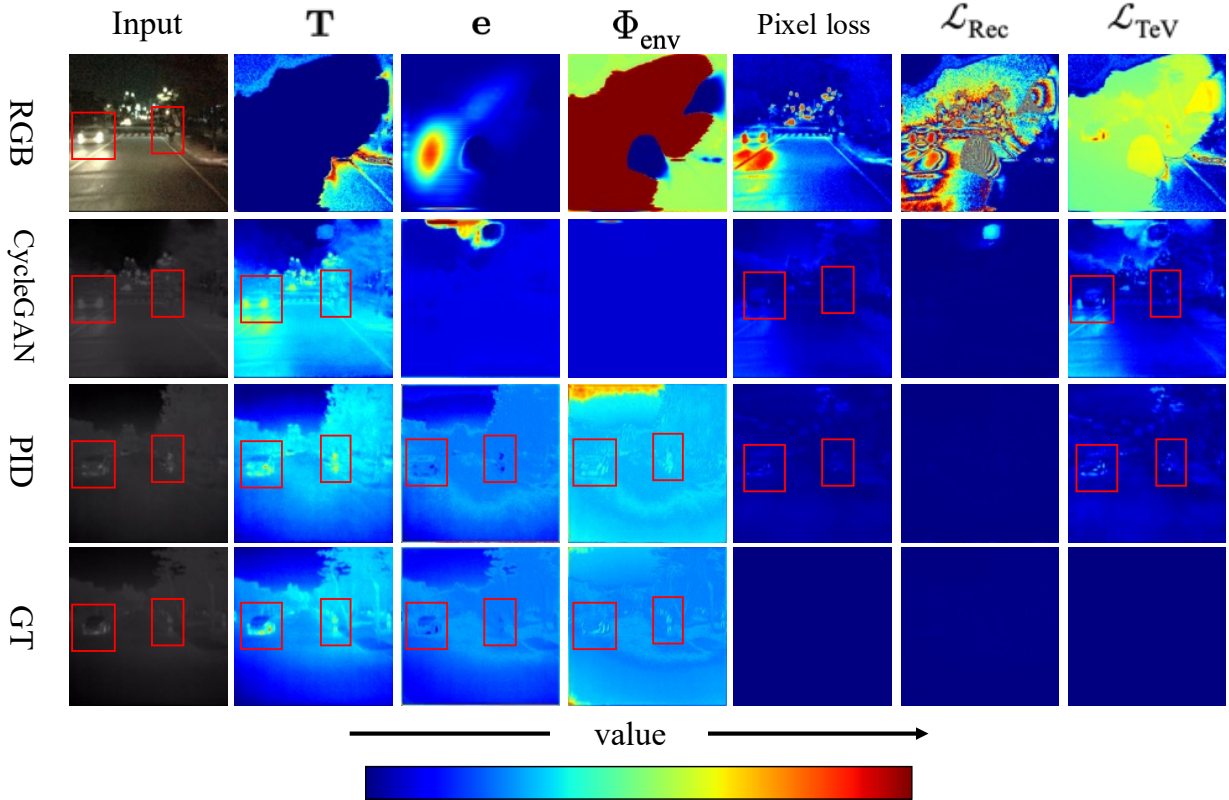 Input T e Φenv Pixel loss ℒRec ℒTeV
RGB
CycleGAN
PID
GT
value